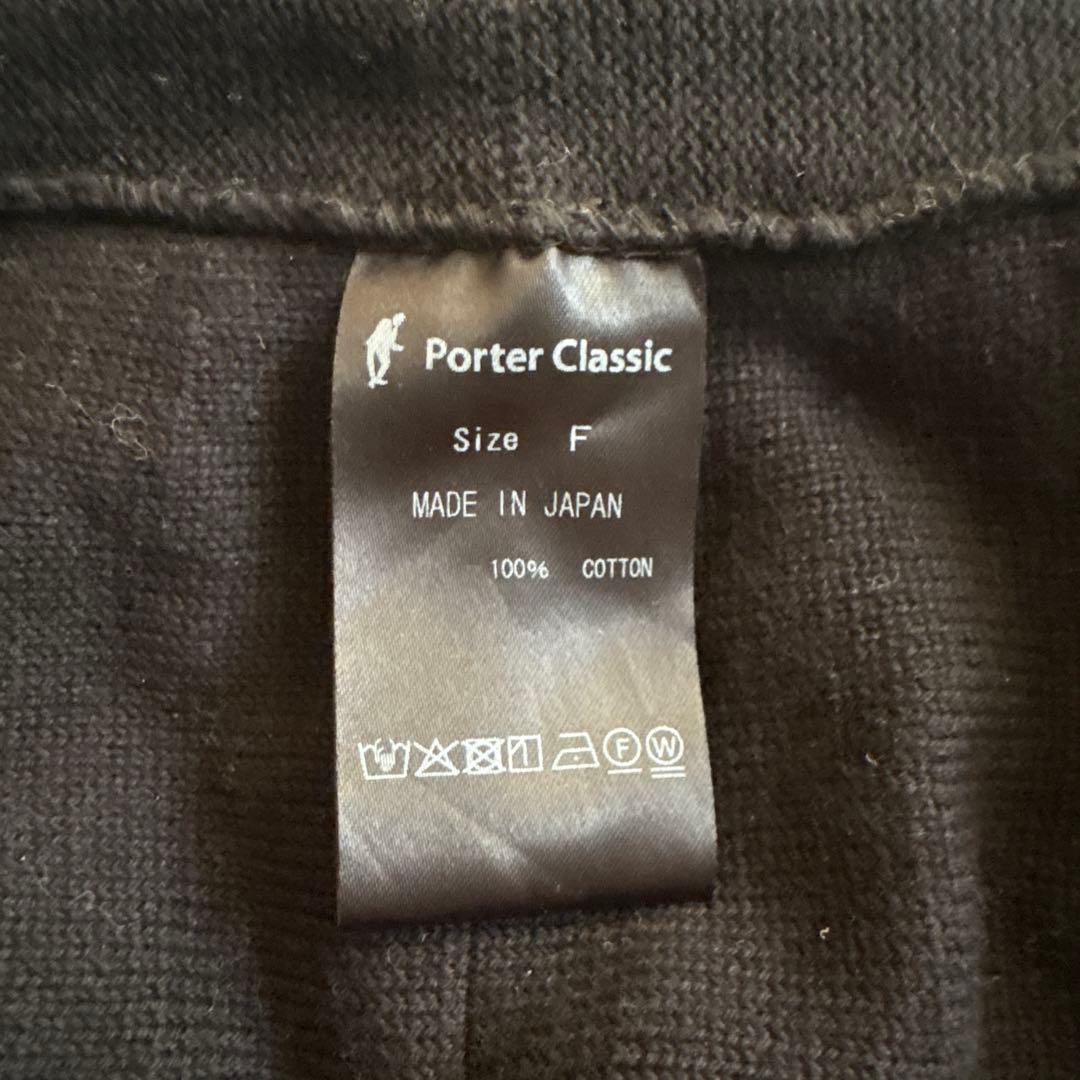 Porter Classic
Size F
MADE IN JAPAN
100% COTTON
F W